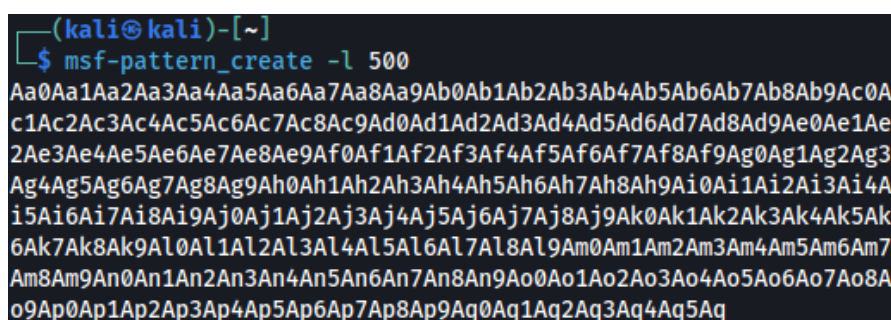 ┌──(kali㉿kali)-[~]
└─$ msf-pattern_create -l 500
Aa0Aa1Aa2Aa3Aa4Aa5Aa6Aa7Aa8Aa9Ab0Ab1Ab2Ab3Ab4Ab5Ab6Ab7Ab8Ab9Ac0A
c1Ac2Ac3Ac4Ac5Ac6Ac7Ac8Ac9Ad0Ad1Ad2Ad3Ad4Ad5Ad6Ad7Ad8Ad9Ae0Ae1Ae
2Ae3Ae4Ae5Ae6Ae7Ae8Ae9Af0Af1Af2Af3Af4Af5Af6Af7Af8Af9Ag0Ag1Ag2Ag3
Ag4Ag5Ag6Ag7Ag8Ag9Ah0Ah1Ah2Ah3Ah4Ah5Ah6Ah7Ah8Ah9Ai0Ai1Ai2Ai3Ai4A
i5Ai6Ai7Ai8Ai9Aj0Aj1Aj2Aj3Aj4Aj5Aj6Aj7Aj8Aj9Ak0Ak1Ak2Ak3Ak4Ak5Ak
6Ak7Ak8Ak9Al0Al1Al2Al3Al4Al5Al6Al7Al8Al9Am0Am1Am2Am3Am4Am5Am6Am7
Am8Am9An0An1An2An3An4An5An6An7An8An9Ao0Ao1Ao2Ao3Ao4Ao5Ao6Ao7Ao8A
o9Ap0Ap1Ap2Ap3Ap4Ap5Ap6Ap7Ap8Ap9Aq0Aq1Aq2Aq3Aq4Aq5Aq